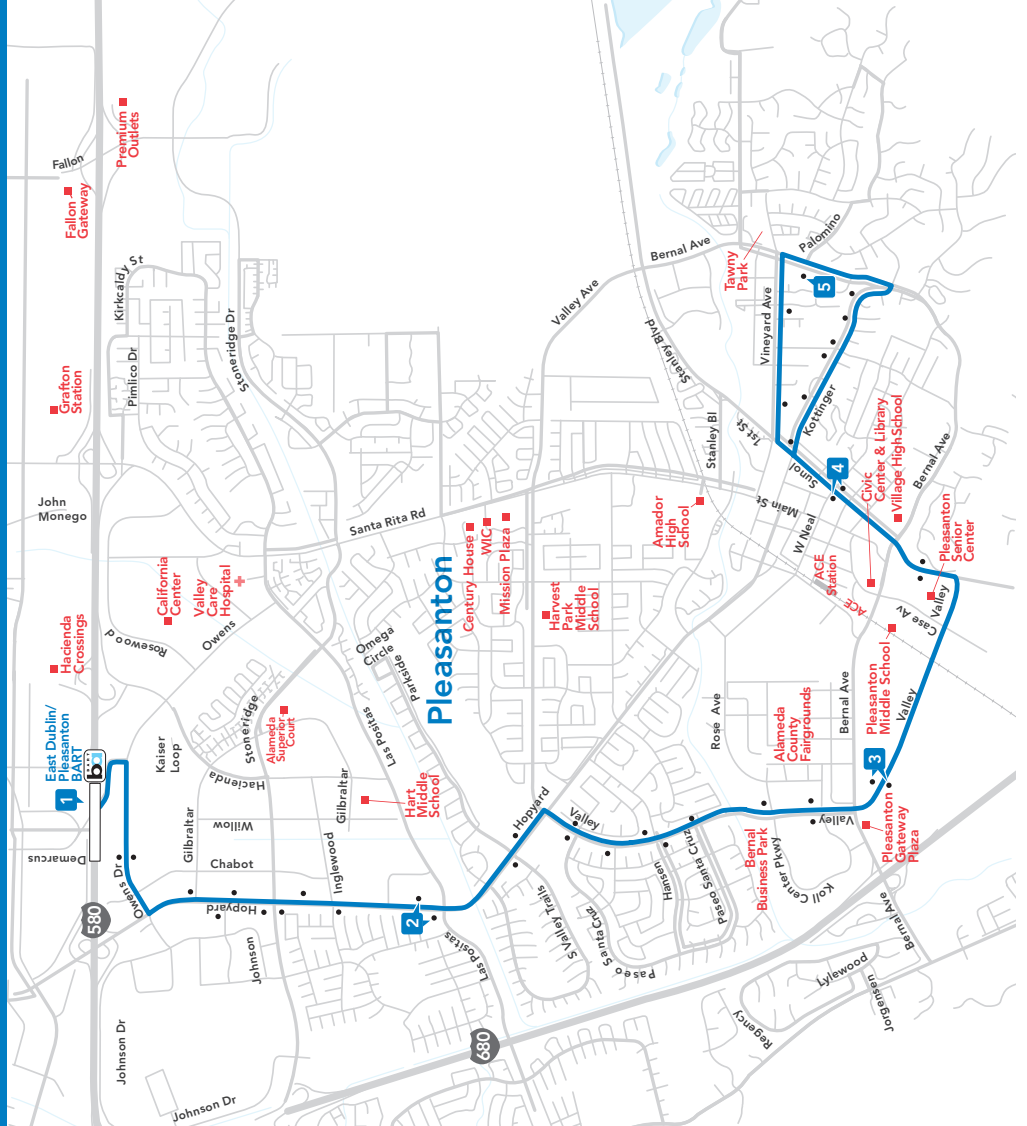 Fallon
Premium
Outlets
Fallon
Gateway
Kirkcaldy St
Pimlico Dr
Stoneridge Dr
Grafton
Station
John
Monego
Santa Rita Rd
California
Center
Valley
Care
Hospital
Hacienda
Crossings
Rosewood
Owens
East Dublin/
Pleasanton
BART
1
ba
Kaiser
Loop
Stoneridge
Hacienda
Alameda
Superior
Court
Omega
Circle
Parkside
Las Positas
Pleasanton
Century House
WIC
Mission Plaza
Harvest
Park
Middle
School
Amador
High
School
Hart
Middle
School
Gilbraltar
Willow
Gilbraltar
Chabot
Inglewood
Demarcus
Owens Dr
580
Hopyard
Johnson
2
Las Positas
Johnson Dr
Johnson Dr
680
Hopyard
Valley
S Valley Trails
Paseo
Santa Cruz
Hansen
Paseo Santa Cruz
Bernal
Business Park
Koll Center Pkwy
Valley
Regency
Lylewood
Jorgensen
Bernal Ave
Pleasanton
Gateway
Plaza
3
Rose Ave
Alameda
County
Fairgrounds
Bernal Ave
Pleasanton
Middle School
Valley
Case Av
Valley
ACE
ACE
Station
W Neal
Main St
Sunol
4
Civic
Center & Library
Village High School
Pleasanton
Senior
Center
Bernal Ave
Kottinger
1st St
Stanley Bl
Stanley Blvd
Valley Ave
Bernal Ave
Vineyard Ave
Tawny
Park
Palomino
5